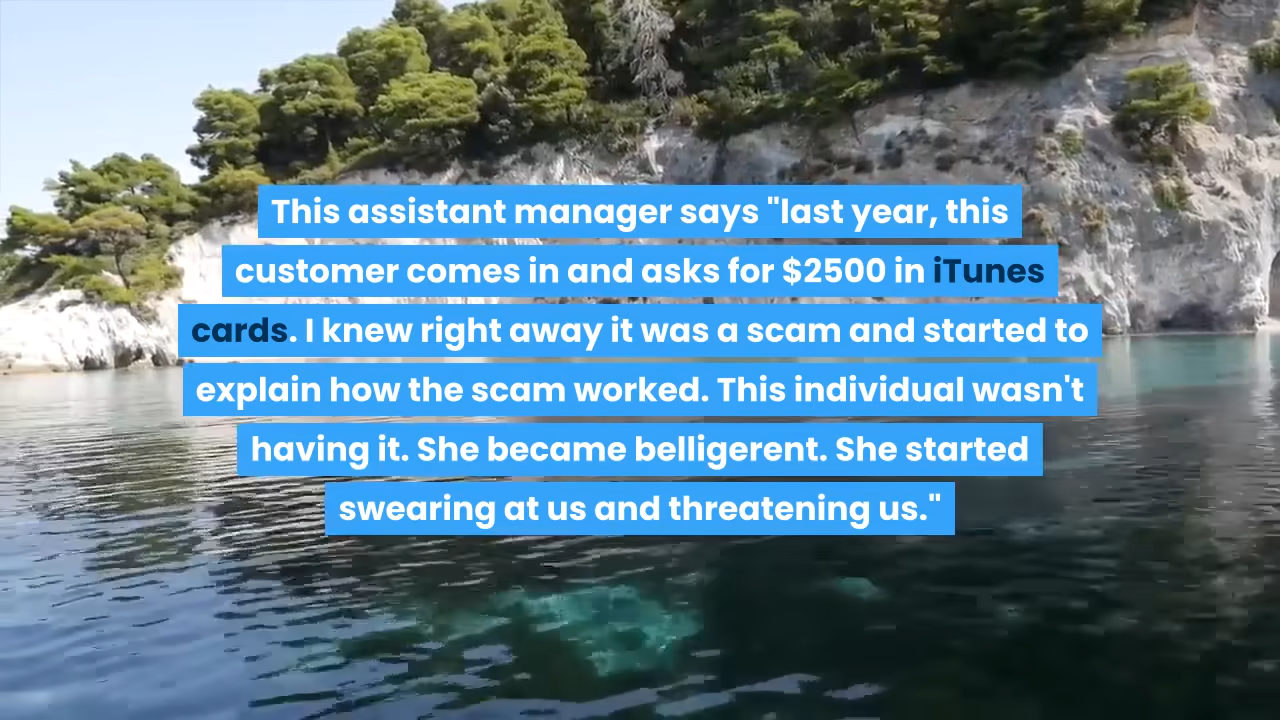 This assistant manager says "last year, this
customer comes in and asks for $2500 in iTunes
cards. I knew right away it was a scam and started to
explain how the scam worked. This individual wasn't
having it. She became belligerent. She started
swearing at us and threatening us."